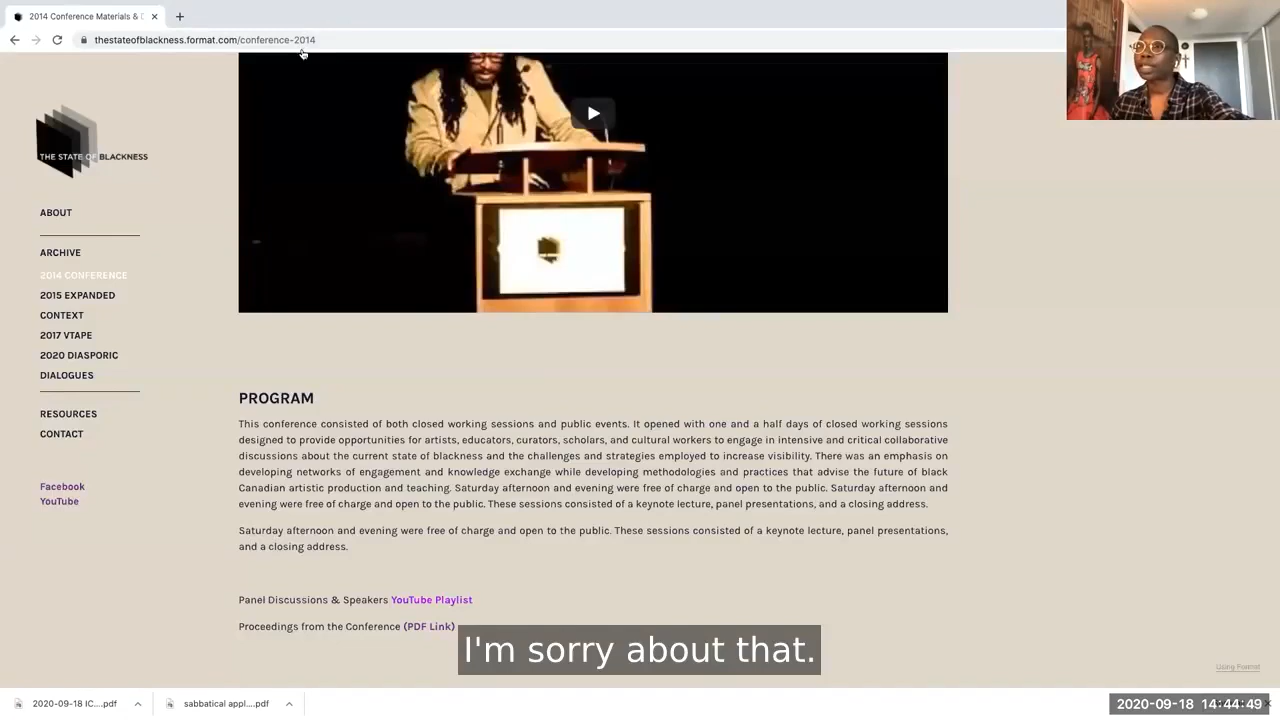 2014 Conference Materials &
thestateofblackness.format.com/conference-2014
THE STATE OF BLACKNESS
ABOUT
ARCHIVE
2014 CONFERENCE
2015 EXPANDED
CONTEXT
2017 VTAPE
2020 DIASPORIC
DIALOGUES
RESOURCES
CONTACT
Facebook
YouTube
PROGRAM
This conference consisted of both closed working sessions and public events. It opened with one and a half days of closed working sessions
designed to provide opportunities for artists, educators, curators, scholars, and cultural workers to engage in intensive and critical collaborative
discussions about the current state of blackness and the challenges and strategies employed to increase visibility. There was an emphasis on
developing networks of engagement and knowledge exchange while developing methodologies and practices that advise the future of black
Canadian artistic production and teaching. Saturday afternoon and evening were free of charge and open to the public. Saturday afternoon and
evening were free of charge and open to the public. These sessions consisted of a keynote lecture, panel presentations, and a closing address.
Saturday afternoon and evening were free of charge and open to the public. These sessions consisted of a keynote lecture, panel presentations,
and a closing address.
Panel Discussions & Speakers YouTube Playlist
Proceedings from the Conference (PDF Link)
I'm sorry about that.
Using Format
2020-09-18 IC....pdf
sabbatical appl....pdf
2020-09-18 14:44:49